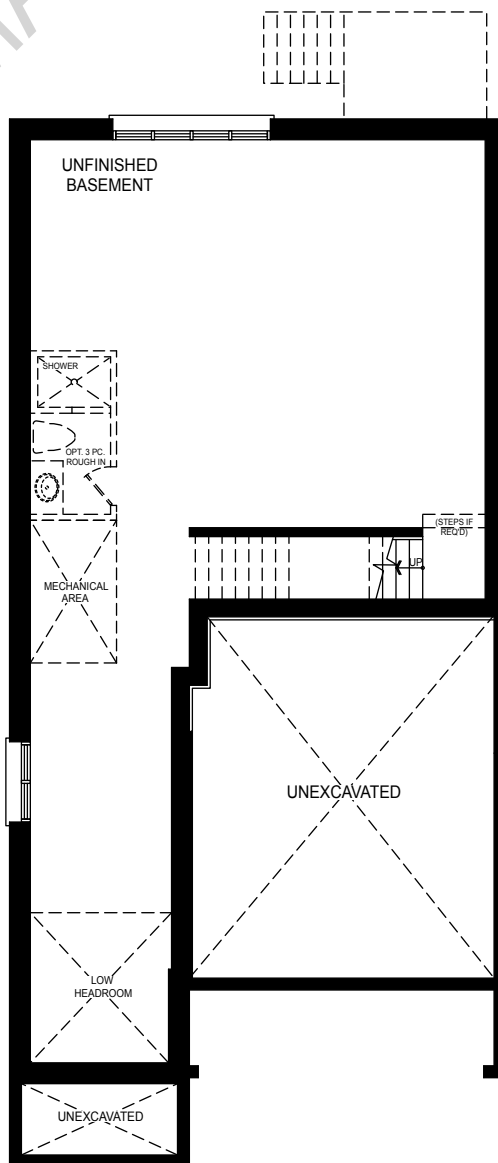 UNFINISHED
BASEMENT
SHOWER
OPT. 3 PC.
ROUGH IN
(STEPS IF
REQ'D)
UP
MECHANICAL
AREA
UNEXCAVATED
LOW
HEADROOM
UNEXCAVATED